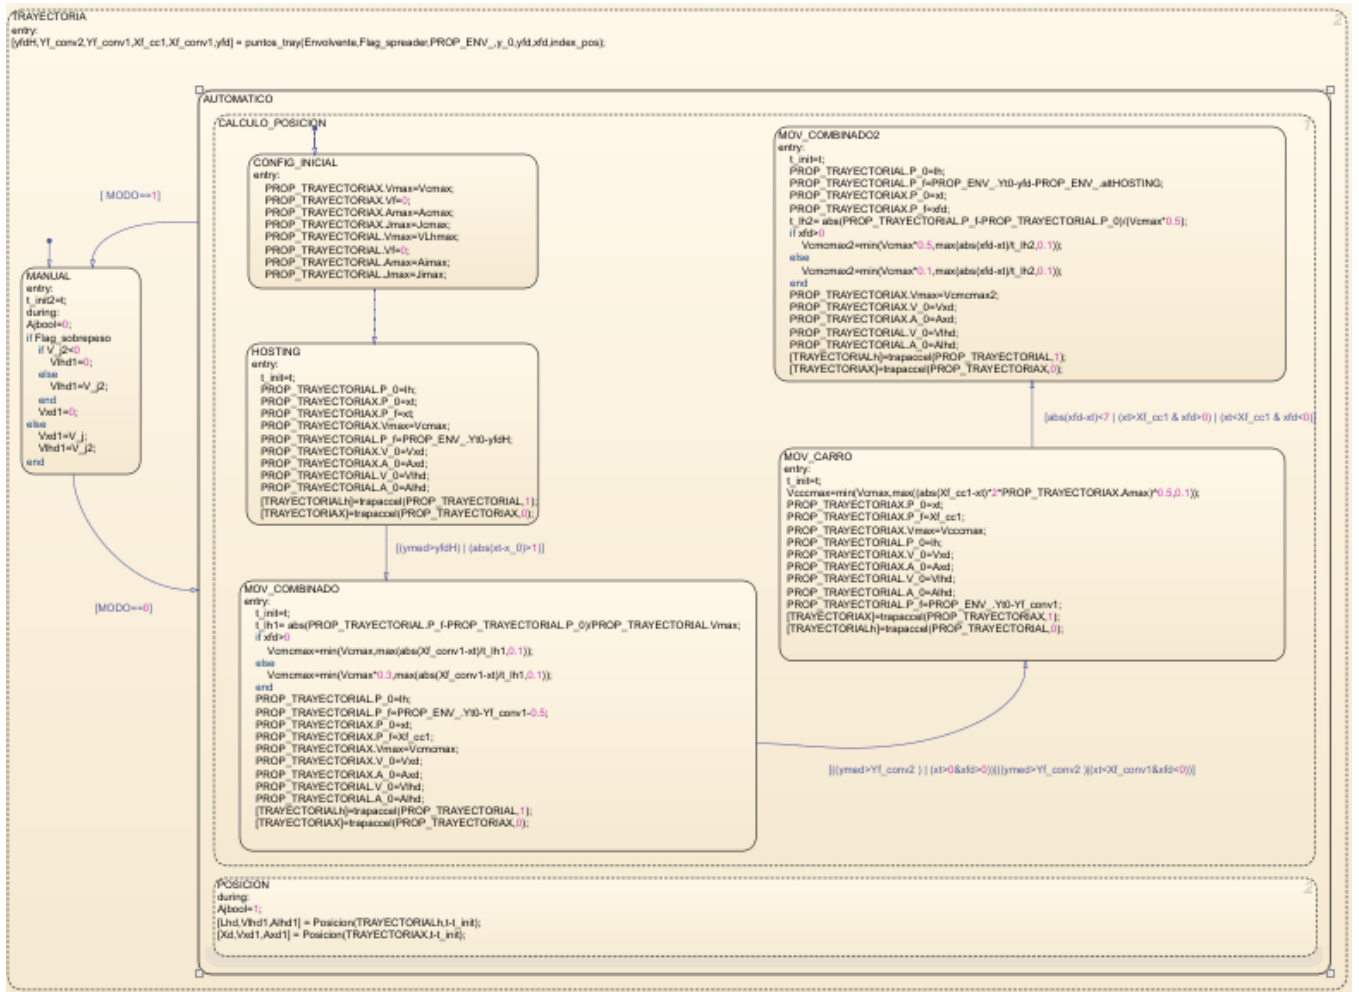 TRAYECTORIA
2
entry:
[yfdH,Yf_conv2,Yf_conv1,Xf_cc1,Xf_conv1,yfd] = puntos_tray(Envolvente,Flag_spreader,PROP_ENV_,y_0,yfd,xfd,index_pos);
AUTOMATICO
CALCULO_POSICION
1
CONFIG_INICIAL
entry:
PROP_TRAYECTORIAX.Vmax=Vcmax;
PROP_TRAYECTORIAX.Vf=0;
PROP_TRAYECTORIAX.Amax=Acmax;
PROP_TRAYECTORIAX.Jmax=Jcmax;
PROP_TRAYECTORIAL.Vmax=VLhmax;
PROP_TRAYECTORIAL.Vf=0;
PROP_TRAYECTORIAL.Amax=Almax;
PROP_TRAYECTORIAL.Jmax=Jlmax;
MOV_COMBINADO2
entry:
t_init=t;
PROP_TRAYECTORIAL.P_0=lh;
PROP_TRAYECTORIAL.P_f=PROP_ENV_.Yt0-yfd-PROP_ENV_.altHOSTING;
PROP_TRAYECTORIAX.P_0=xt;
PROP_TRAYECTORIAX.P_f=xfd;
t_lh2= abs(PROP_TRAYECTORIAL.P_f-PROP_TRAYECTORIAL.P_0)/(Vcmax*0.5);
if xfd>0
Vcmcmax2=min(Vcmax*0.5,max(abs(xfd-xt)/t_lh2,0.1));
else
Vcmcmax2=min(Vcmax*0.1,max(abs(xfd-xt)/t_lh2,0.1));
end
PROP_TRAYECTORIAX.Vmax=Vcmcmax2;
PROP_TRAYECTORIAX.V_0=Vxd;
PROP_TRAYECTORIAX.A_0=Axd;
PROP_TRAYECTORIAL.V_0=Vlhd;
PROP_TRAYECTORIAL.A_0=Alhd;
[TRAYECTORIALh]=trapaccel(PROP_TRAYECTORIAL,1);
[TRAYECTORIAX]=trapaccel(PROP_TRAYECTORIAX,0);
[ MODO==1]
MANUAL
entry:
t_init2=t;
during:
Ajbool=0;
if Flag_sobrepeso
if V_j2<0
Vlhd1=0;
else
Vlhd1=V_j2;
end
Vxd1=0;
else
Vxd1=V_j;
Vlhd1=V_j2;
end
[MODO==0]
HOSTING
entry:
t_init=t;
PROP_TRAYECTORIAL.P_0=lh;
PROP_TRAYECTORIAX.P_0=xt;
PROP_TRAYECTORIAX.P_f=xt;
PROP_TRAYECTORIAX.Vmax=Vcmax;
PROP_TRAYECTORIAL.P_f=PROP_ENV_.Yt0-yfdH;
PROP_TRAYECTORIAX.V_0=Vxd;
PROP_TRAYECTORIAX.A_0=Axd;
PROP_TRAYECTORIAL.V_0=Vlhd;
PROP_TRAYECTORIAL.A_0=Alhd;
[TRAYECTORIALh]=trapaccel(PROP_TRAYECTORIAL,1);
[TRAYECTORIAX]=trapaccel(PROP_TRAYECTORIAX,0);
[(ymed>yfdH) | (abs(xt-x_0)>1)]
[abs(xfd-xt)<7 | (xt>Xf_cc1 & xfd>0) | (xt<Xf_cc1 & xfd<0)]
MOV_CARRO
entry:
t_init=t;
Vcccmax=min(Vcmax,max((abs(Xf_cc1-xt)*2*PROP_TRAYECTORIAX.Amax)^0.5,0.1));
PROP_TRAYECTORIAX.P_0=xt;
PROP_TRAYECTORIAX.P_f=Xf_cc1;
PROP_TRAYECTORIAX.Vmax=Vcccmax;
PROP_TRAYECTORIAL.P_0=lh;
PROP_TRAYECTORIAX.V_0=Vxd;
PROP_TRAYECTORIAX.A_0=Axd;
PROP_TRAYECTORIAL.V_0=Vlhd;
PROP_TRAYECTORIAL.A_0=Alhd;
PROP_TRAYECTORIAL.P_f=PROP_ENV_.Yt0-Yf_conv1;
[TRAYECTORIAX]=trapaccel(PROP_TRAYECTORIAX,1);
[TRAYECTORIALh]=trapaccel(PROP_TRAYECTORIAL,0);
MOV_COMBINADO
entry:
t_init=t;
t_lh1= abs(PROP_TRAYECTORIAL.P_f-PROP_TRAYECTORIAL.P_0)/PROP_TRAYECTORIAL.Vmax;
if xfd>0
Vcmcmax=min(Vcmax,max(abs(Xf_conv1-xt)/t_lh1,0.1));
else
Vcmcmax=min(Vcmax*0.3,max(abs(Xf_conv1-xt)/t_lh1,0.1));
end
PROP_TRAYECTORIAL.P_0=lh;
PROP_TRAYECTORIAL.P_f=PROP_ENV_.Yt0-Yf_conv1-0.5;
PROP_TRAYECTORIAX.P_0=xt;
PROP_TRAYECTORIAX.P_f=Xf_cc1;
PROP_TRAYECTORIAX.Vmax=Vcmcmax;
PROP_TRAYECTORIAX.V_0=Vxd;
PROP_TRAYECTORIAX.A_0=Axd;
PROP_TRAYECTORIAL.V_0=Vlhd;
PROP_TRAYECTORIAL.A_0=Alhd;
[TRAYECTORIALh]=trapaccel(PROP_TRAYECTORIAL,1);
[TRAYECTORIAX]=trapaccel(PROP_TRAYECTORIAX,0);
[((ymed>Yf_conv2 ) | (xt>0&xfd>0))|((ymed>Yf_conv2 )|(xt<Xf_conv1&xfd<0))]
POSICION
2
during:
Ajbool=1;
[Lhd,Vlhd1,Alhd1] = Posicion(TRAYECTORIALh,t-t_init);
[Xd,Vxd1,Axd1] = Posicion(TRAYECTORIAX,t-t_init);